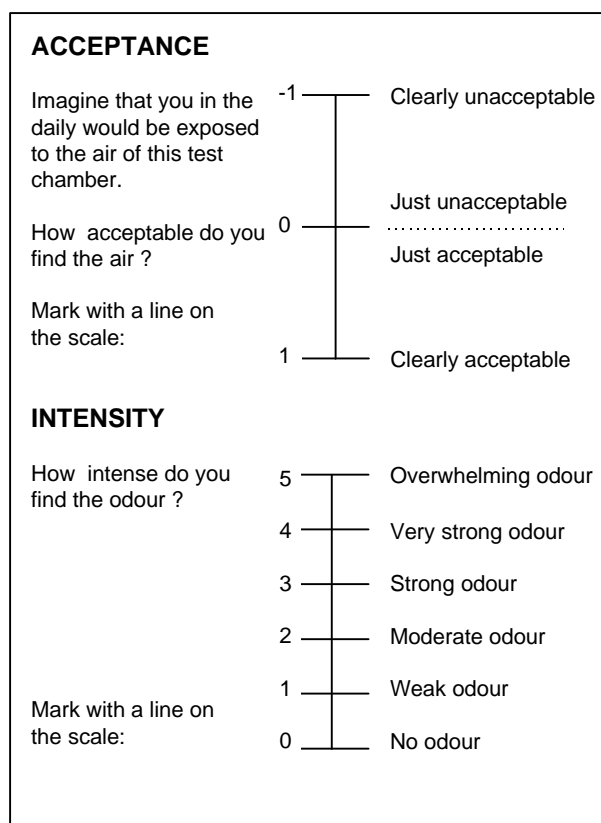 ACCEPTANCE
Imagine that you in the
daily would be exposed
to the air of this test
chamber.
How acceptable do you
find the air ?
Mark with a line on
the scale:
-1 Clearly unacceptable
Just unacceptable
0
Just acceptable
1 Clearly acceptable
INTENSITY
How intense do you
find the odour ?
Mark with a line on
the scale:
5 Overwhelming odour
4 Very strong odour
3 Strong odour
2 Moderate odour
1 Weak odour
0 No odour